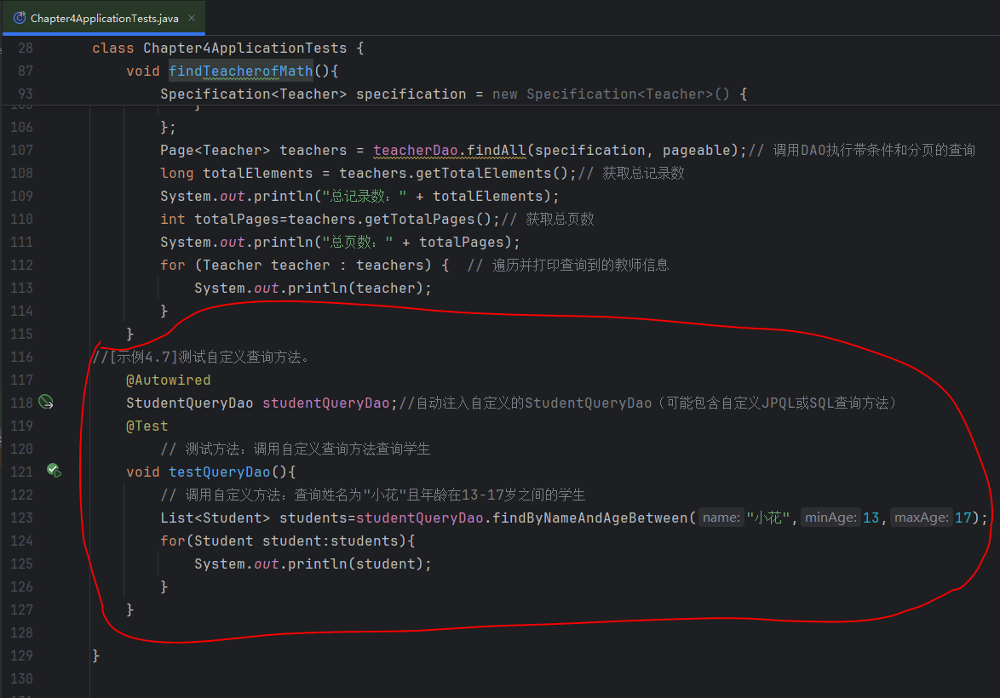 Chapter4ApplicationTests.java
28 class Chapter4ApplicationTests {
87 void findTeacherofMath(){
93 Specification<Teacher> specification = new Specification<Teacher>() {
106 };
107 Page<Teacher> teachers = teacherDao.findAll(specification, pageable);// 调用DAO执行带条件和分页的查询
108 long totalElements = teachers.getTotalElements();// 获取总记录数
109 System.out.println("总记录数：" + totalElements);
110 int totalPages=teachers.getTotalPages();// 获取总页数
111 System.out.println("总页数：" + totalPages);
112 for (Teacher teacher : teachers) {  // 遍历并打印查询到的教师信息
113 System.out.println(teacher);
114 }
115 }
116 //[示例4.7]测试自定义查询方法。
117 @Autowired
118 StudentQueryDao studentQueryDao;//自动注入自定义的StudentQueryDao（可能包含自定义JPQL或SQL查询方法）
119 @Test
120 // 测试方法：调用自定义查询方法查询学生
121 void testQueryDao(){
122 // 调用自定义方法：查询姓名为"小花"且年龄在13-17岁之间的学生
123 List<Student> students=studentQueryDao.findByNameAndAgeBetween( name: "小花", minAge: 13, maxAge: 17);
124 for(Student student:students){
125 System.out.println(student);
126 }
127 }
128
129 }
130